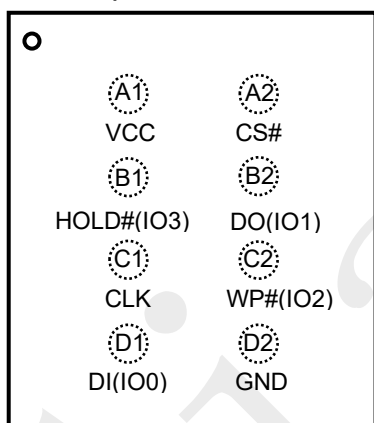 A1 A2
VCC CS#
B1 B2
HOLD#(IO3) DO(IO1)
C1 C2
CLK WP#(IO2)
D1 D2
DI(IO0) GND